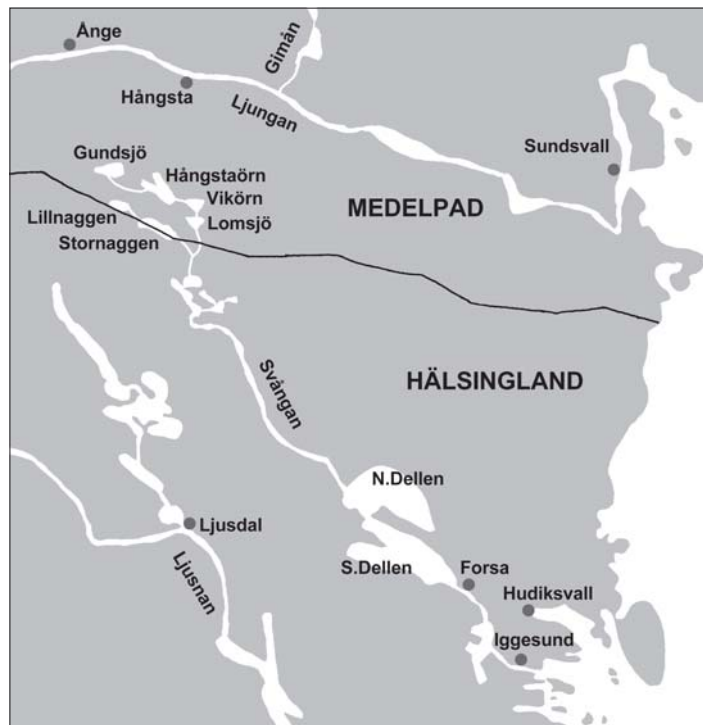 Ånge
Gimån
Hångsta
Ljungan
Sundsvall
Gundsjö
Hångstaörn
Vikörn
Lillnaggen
Lomsjö
MEDELPAD
Stornaggen
Svångan
HÄLSINGLAND
N.Dellen
Ljusdal
S.Dellen
Forsa
Ljusnan
Hudiksvall
Iggesund